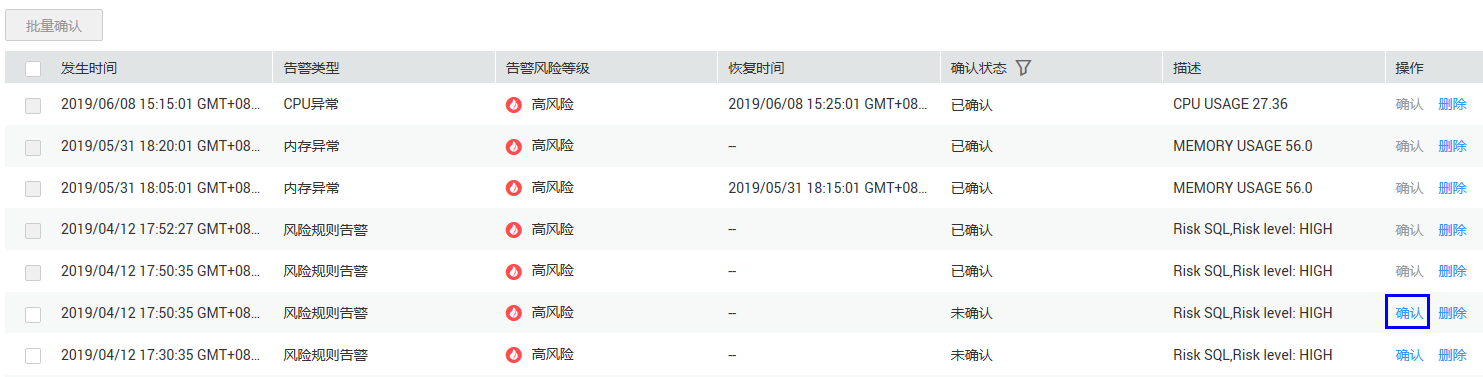 批量确认
发生时间 告警类型 告警风险等级 恢复时间 确认状态 描述 操作
2019/06/08 15:15:01 GMT+08... CPU异常 高风险 2019/06/08 15:25:01 GMT+08... 已确认 CPU USAGE 27.36 确认 删除
2019/05/31 18:20:01 GMT+08... 内存异常 高风险 -- 已确认 MEMORY USAGE 56.0 确认 删除
2019/05/31 18:05:01 GMT+08... 内存异常 高风险 2019/05/31 18:15:01 GMT+08... 已确认 MEMORY USAGE 56.0 确认 删除
2019/04/12 17:52:27 GMT+08... 风险规则告警 高风险 -- 已确认 Risk SQL,Risk level: HIGH 确认 删除
2019/04/12 17:50:35 GMT+08... 风险规则告警 高风险 -- 已确认 Risk SQL,Risk level: HIGH 确认 删除
2019/04/12 17:50:35 GMT+08... 风险规则告警 高风险 -- 未确认 Risk SQL,Risk level: HIGH 确认 删除
2019/04/12 17:30:35 GMT+08... 风险规则告警 高风险 -- 未确认 Risk SQL,Risk level: HIGH 确认 删除